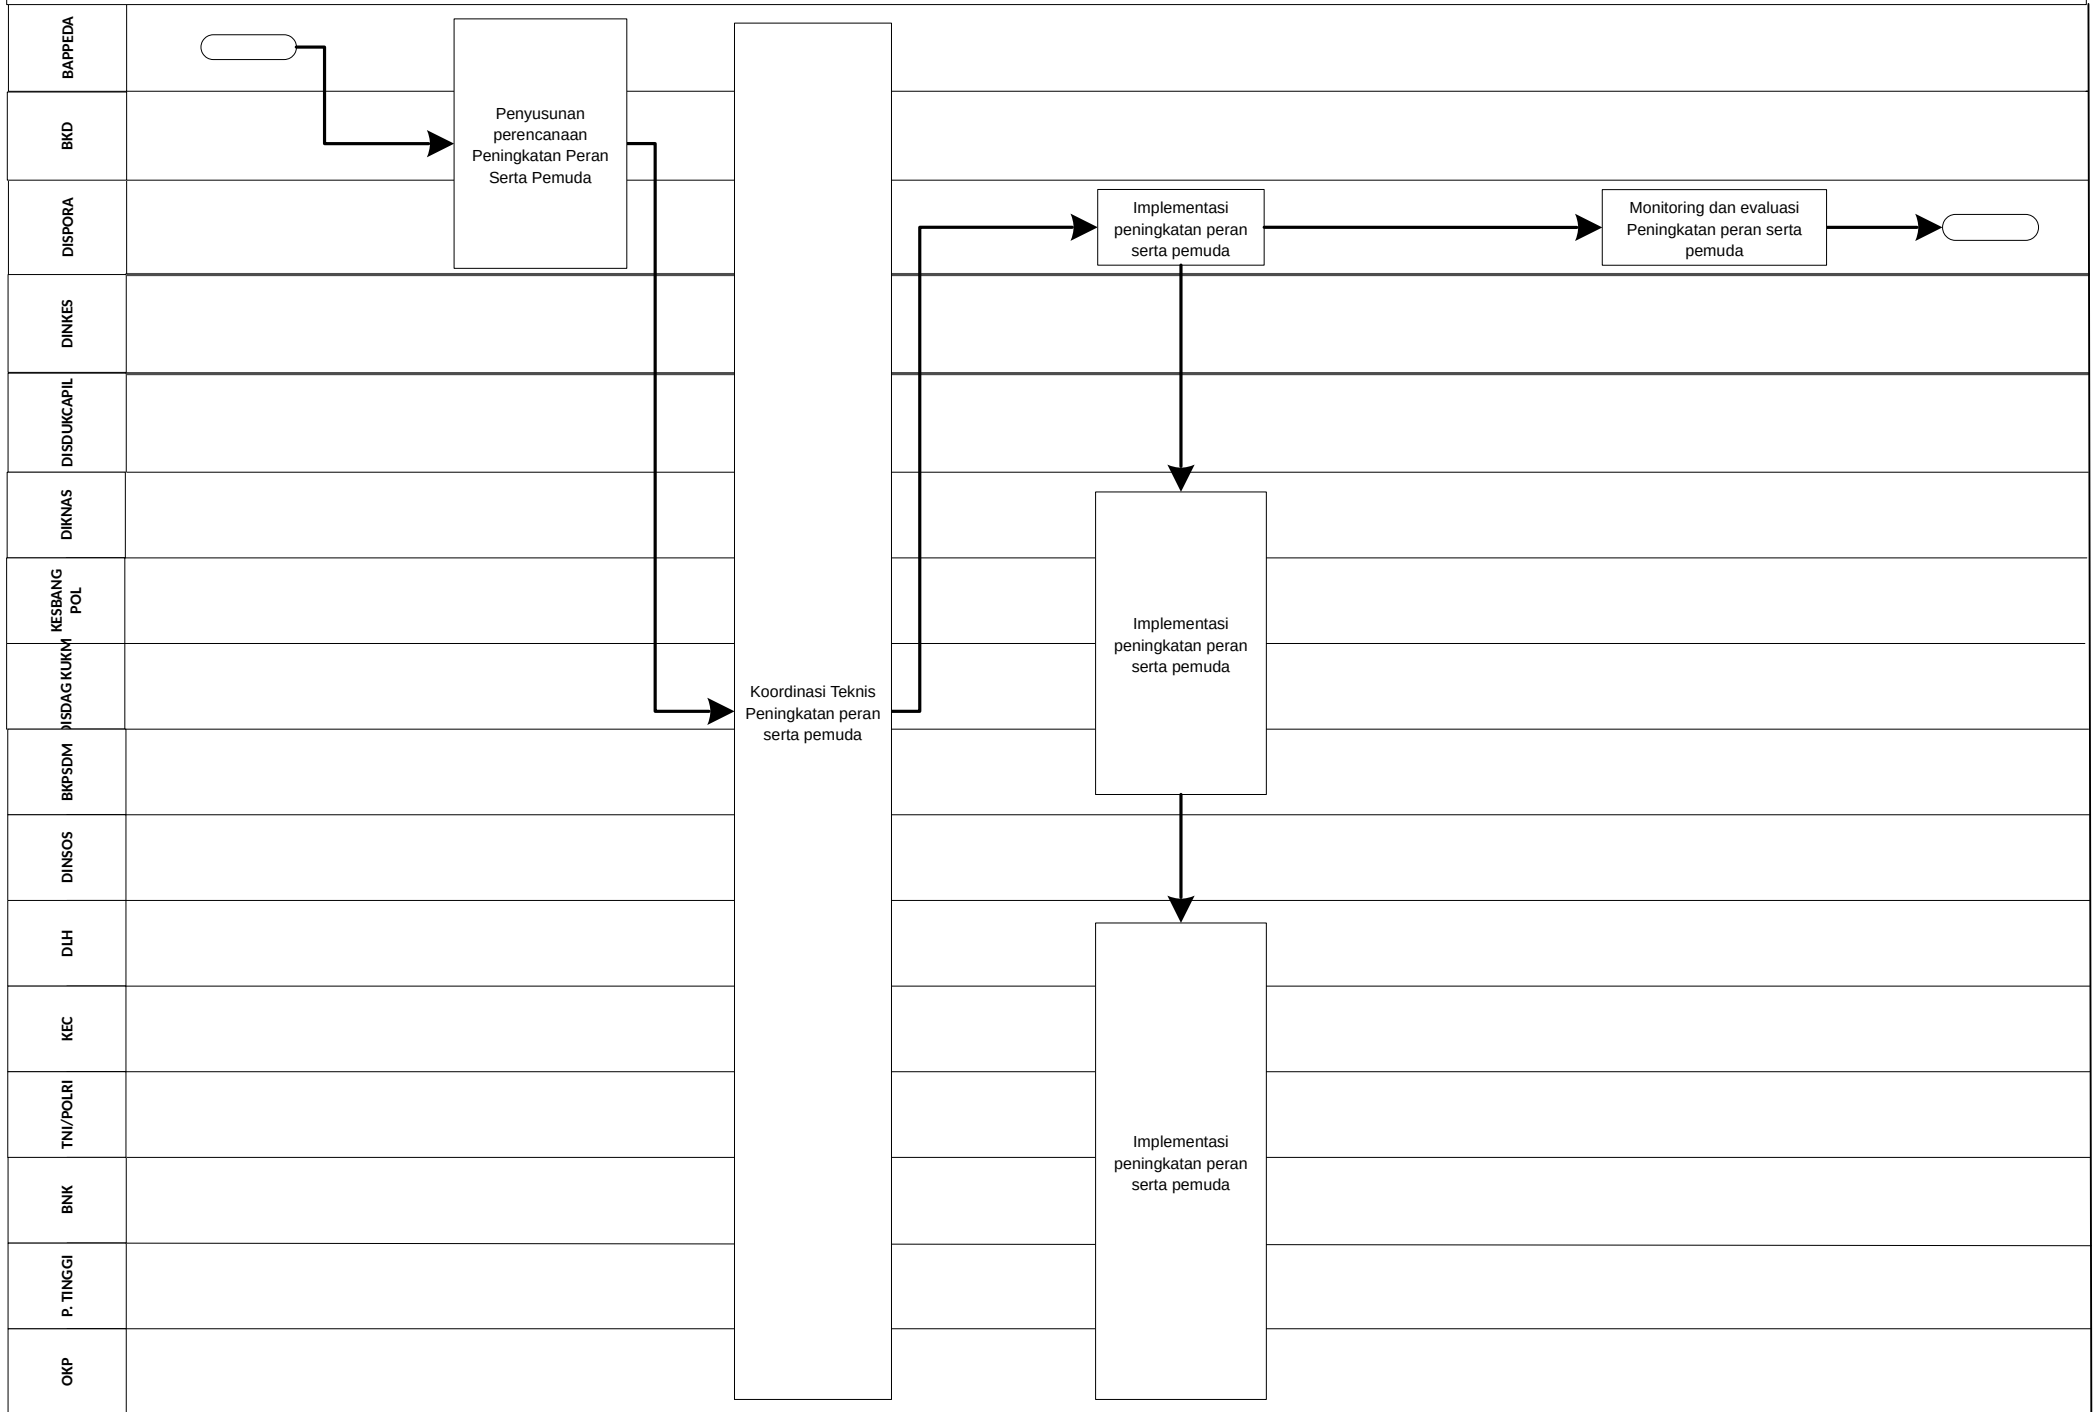 BAPPEDA
BKD
DISPORA
DINKES
DISDUKCAPIL
DIKNAS
KESBANG
POL
DISDAG KUKM
BKPSDM
DINSOS
DLH
KEC
TNI/POLRI
BNK
P. TINGGI
OKP
Penyusunan
perencanaan
Peningkatan Peran
Serta Pemuda
Koordinasi Teknis
Peningkatan peran
serta pemuda
Implementasi
peningkatan peran
serta pemuda
Monitoring dan evaluasi
Peningkatan peran serta
pemuda
Implementasi
peningkatan peran
serta pemuda
Implementasi
peningkatan peran
serta pemuda